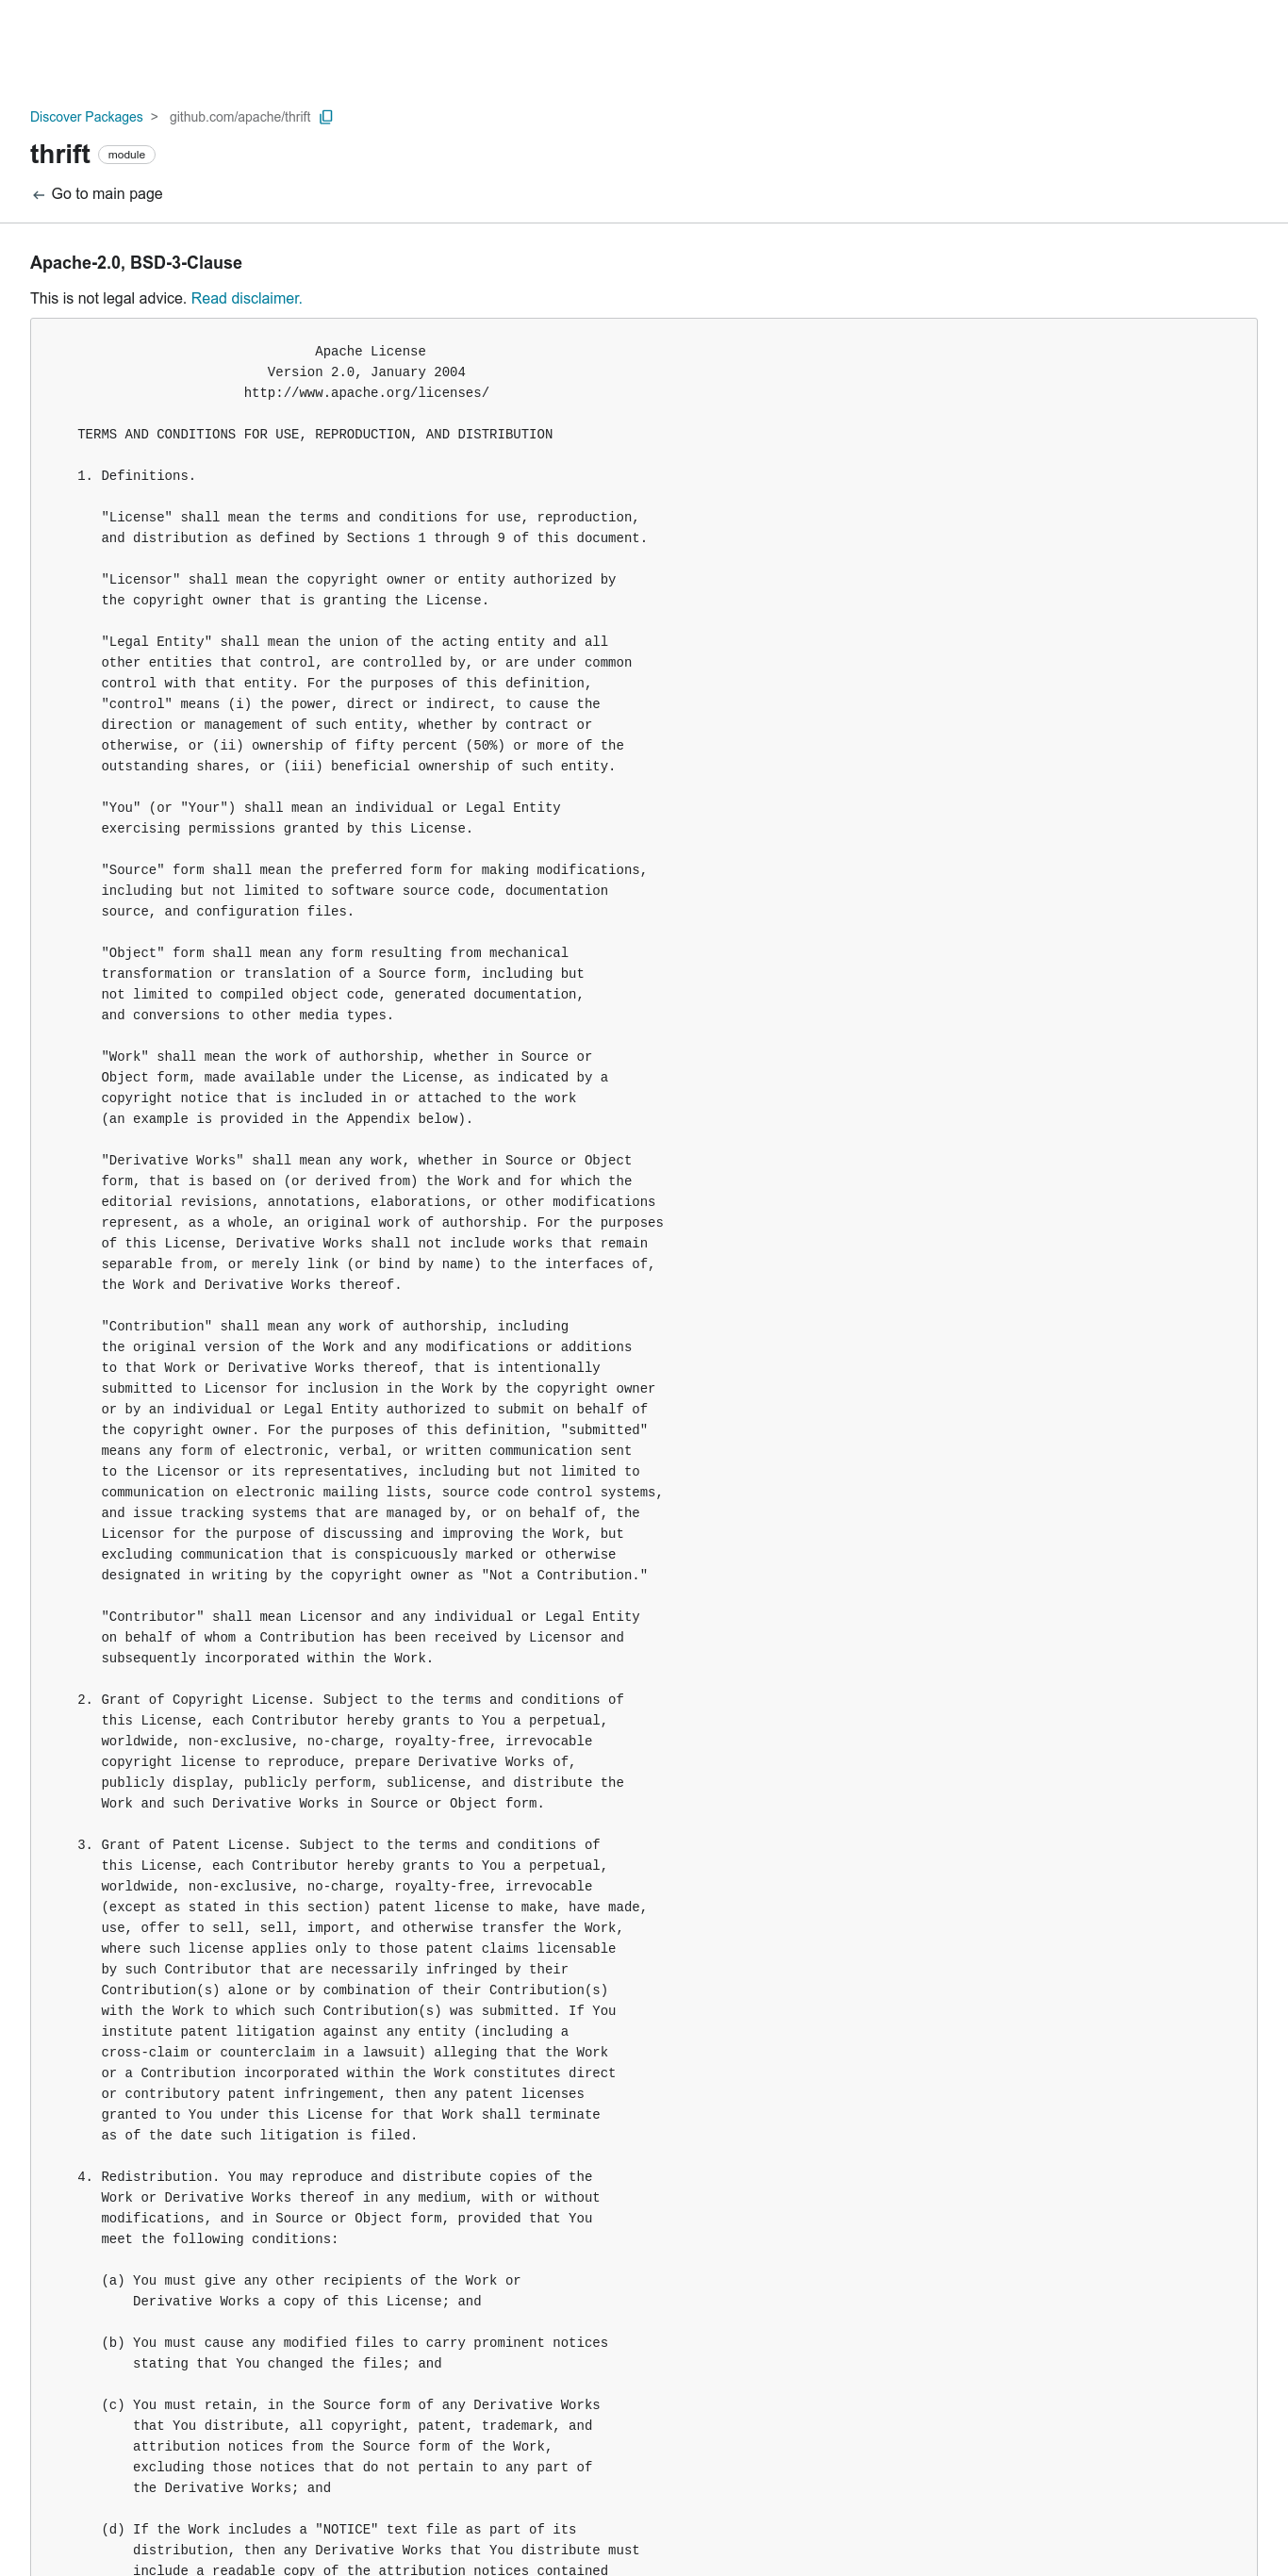 Discover Packages > github.com/apache/thrift
thrift module
← Go to main page
Apache-2.0, BSD-3-Clause
This is not legal advice. Read disclaimer.
Apache License
Version 2.0, January 2004
http://www.apache.org/licenses/
TERMS AND CONDITIONS FOR USE, REPRODUCTION, AND DISTRIBUTION
1. Definitions.
"License" shall mean the terms and conditions for use, reproduction,
and distribution as defined by Sections 1 through 9 of this document.
"Licensor" shall mean the copyright owner or entity authorized by
the copyright owner that is granting the License.
"Legal Entity" shall mean the union of the acting entity and all
other entities that control, are controlled by, or are under common
control with that entity. For the purposes of this definition,
"control" means (i) the power, direct or indirect, to cause the
direction or management of such entity, whether by contract or
otherwise, or (ii) ownership of fifty percent (50%) or more of the
outstanding shares, or (iii) beneficial ownership of such entity.
"You" (or "Your") shall mean an individual or Legal Entity
exercising permissions granted by this License.
"Source" form shall mean the preferred form for making modifications,
including but not limited to software source code, documentation
source, and configuration files.
"Object" form shall mean any form resulting from mechanical
transformation or translation of a Source form, including but
not limited to compiled object code, generated documentation,
and conversions to other media types.
"Work" shall mean the work of authorship, whether in Source or
Object form, made available under the License, as indicated by a
copyright notice that is included in or attached to the work
(an example is provided in the Appendix below).
"Derivative Works" shall mean any work, whether in Source or Object
form, that is based on (or derived from) the Work and for which the
editorial revisions, annotations, elaborations, or other modifications
represent, as a whole, an original work of authorship. For the purposes
of this License, Derivative Works shall not include works that remain
separable from, or merely link (or bind by name) to the interfaces of,
the Work and Derivative Works thereof.
"Contribution" shall mean any work of authorship, including
the original version of the Work and any modifications or additions
to that Work or Derivative Works thereof, that is intentionally
submitted to Licensor for inclusion in the Work by the copyright owner
or by an individual or Legal Entity authorized to submit on behalf of
the copyright owner. For the purposes of this definition, "submitted"
means any form of electronic, verbal, or written communication sent
to the Licensor or its representatives, including but not limited to
communication on electronic mailing lists, source code control systems,
and issue tracking systems that are managed by, or on behalf of, the
Licensor for the purpose of discussing and improving the Work, but
excluding communication that is conspicuously marked or otherwise
designated in writing by the copyright owner as "Not a Contribution."
"Contributor" shall mean Licensor and any individual or Legal Entity
on behalf of whom a Contribution has been received by Licensor and
subsequently incorporated within the Work.
2. Grant of Copyright License. Subject to the terms and conditions of
this License, each Contributor hereby grants to You a perpetual,
worldwide, non-exclusive, no-charge, royalty-free, irrevocable
copyright license to reproduce, prepare Derivative Works of,
publicly display, publicly perform, sublicense, and distribute the
Work and such Derivative Works in Source or Object form.
3. Grant of Patent License. Subject to the terms and conditions of
this License, each Contributor hereby grants to You a perpetual,
worldwide, non-exclusive, no-charge, royalty-free, irrevocable
(except as stated in this section) patent license to make, have made,
use, offer to sell, sell, import, and otherwise transfer the Work,
where such license applies only to those patent claims licensable
by such Contributor that are necessarily infringed by their
Contribution(s) alone or by combination of their Contribution(s)
with the Work to which such Contribution(s) was submitted. If You
institute patent litigation against any entity (including a
cross-claim or counterclaim in a lawsuit) alleging that the Work
or a Contribution incorporated within the Work constitutes direct
or contributory patent infringement, then any patent licenses
granted to You under this License for that Work shall terminate
as of the date such litigation is filed.
4. Redistribution. You may reproduce and distribute copies of the
Work or Derivative Works thereof in any medium, with or without
modifications, and in Source or Object form, provided that You
meet the following conditions:
(a) You must give any other recipients of the Work or
Derivative Works a copy of this License; and
(b) You must cause any modified files to carry prominent notices
stating that You changed the files; and
(c) You must retain, in the Source form of any Derivative Works
that You distribute, all copyright, patent, trademark, and
attribution notices from the Source form of the Work,
excluding those notices that do not pertain to any part of
the Derivative Works; and
(d) If the Work includes a "NOTICE" text file as part of its
distribution, then any Derivative Works that You distribute must
include a readable copy of the attribution notices contained